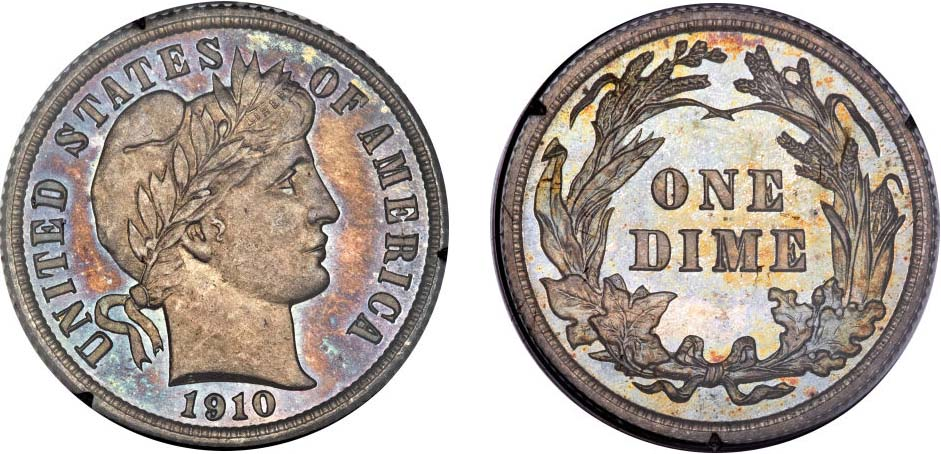 UNITED STATES OF AMERICA
1910
ONE
DIME